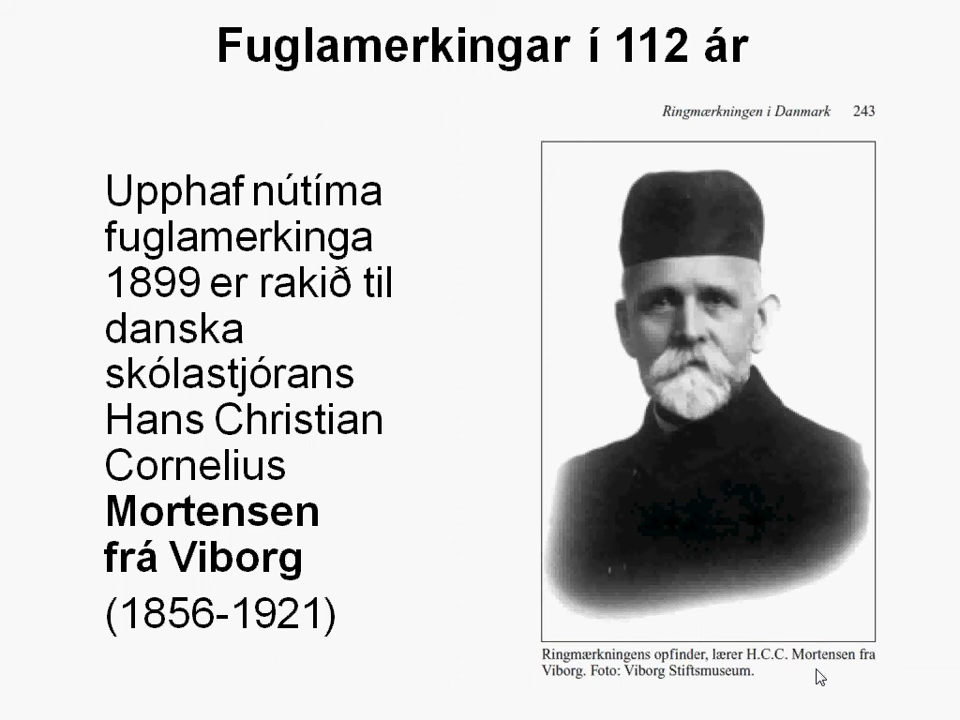 Fuglamerkingar í 112 ár
Ringmærkningen i Danmark 243
Upphaf nútíma
fuglamerkinga
1899 er rakið til
danska
skólastjórans
Hans Christian
Cornelius
Mortensen
frá Viborg
(1856-1921)
Ringmærkningens opfinder, lærer H.C.C. Mortensen fra
Viborg. Foto: Viborg Stiftsmuseum.